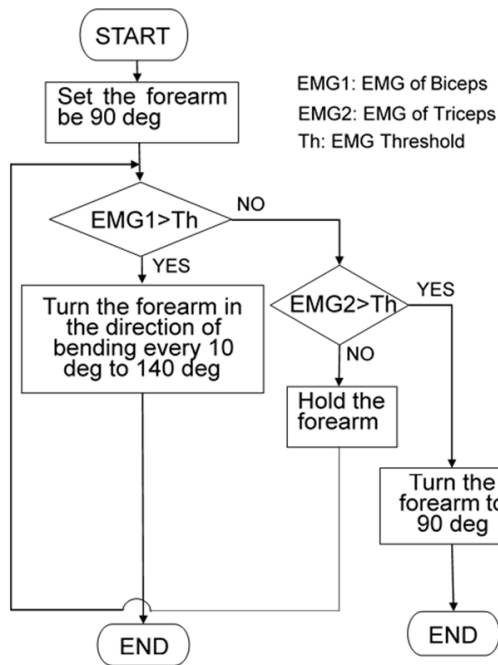 START
Set the forearm
be 90 deg
EMG1: EMG of Biceps
EMG2: EMG of Triceps
Th: EMG Threshold
EMG1>Th
NO
YES
EMG2>Th
YES
NO
Turn the forearm in
the direction of
bending every 10
deg to 140 deg
Hold the
forearm
Turn the
forearm to
90 deg
END
END